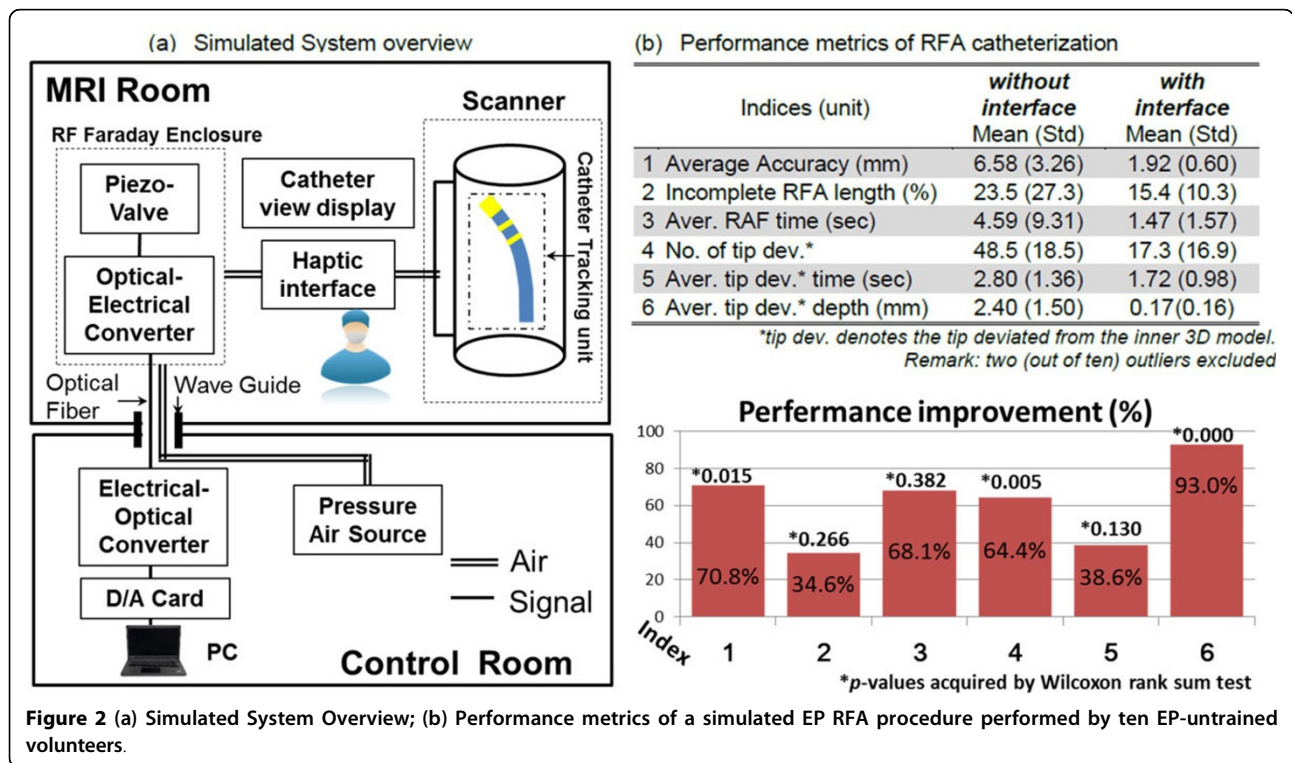 (a) Simulated System overview
MRI Room
Scanner
RF Faraday Enclosure
Piezo-
Valve
Catheter
view display
Optical-
Electrical
Converter
Haptic
interface
Catheter Tracking unit
Optical
Fiber
Wave Guide
Electrical-
Optical
Converter
Pressure
Air Source
Air
Signal
D/A Card
PC
Control Room
(b) Performance metrics of RFA catheterization
Indices (unit) without interface Mean (Std) with interface Mean (Std)
1 Average Accuracy (mm) 6.58 (3.26) 1.92 (0.60)
2 Incomplete RFA length (%) 23.5 (27.3) 15.4 (10.3)
3 Aver. RAF time (sec) 4.59 (9.31) 1.47 (1.57)
4 No. of tip dev.* 48.5 (18.5) 17.3 (16.9)
5 Aver. tip dev.* time (sec) 2.80 (1.36) 1.72 (0.98)
6 Aver. tip dev.* depth (mm) 2.40 (1.50) 0.17(0.16)
*tip dev. denotes the tip deviated from the inner 3D model.
Remark: two (out of ten) outliers excluded
Perfermance improvement (%)
100
80
60
40
20
0
*0.015
*0.266
*0.382
*0.005
*0.130
*0.000
70.8%
34.6%
68.1%
64.4%
38.6%
93.0%
Index 1 2 3 4 5 6
*p-values acquired by Wilcoxon rank sum test
Figure 2 (a) Simulated System Overview; (b) Performance metrics of a simulated EP RFA procedure performed by ten EP-untrained
volunteers.